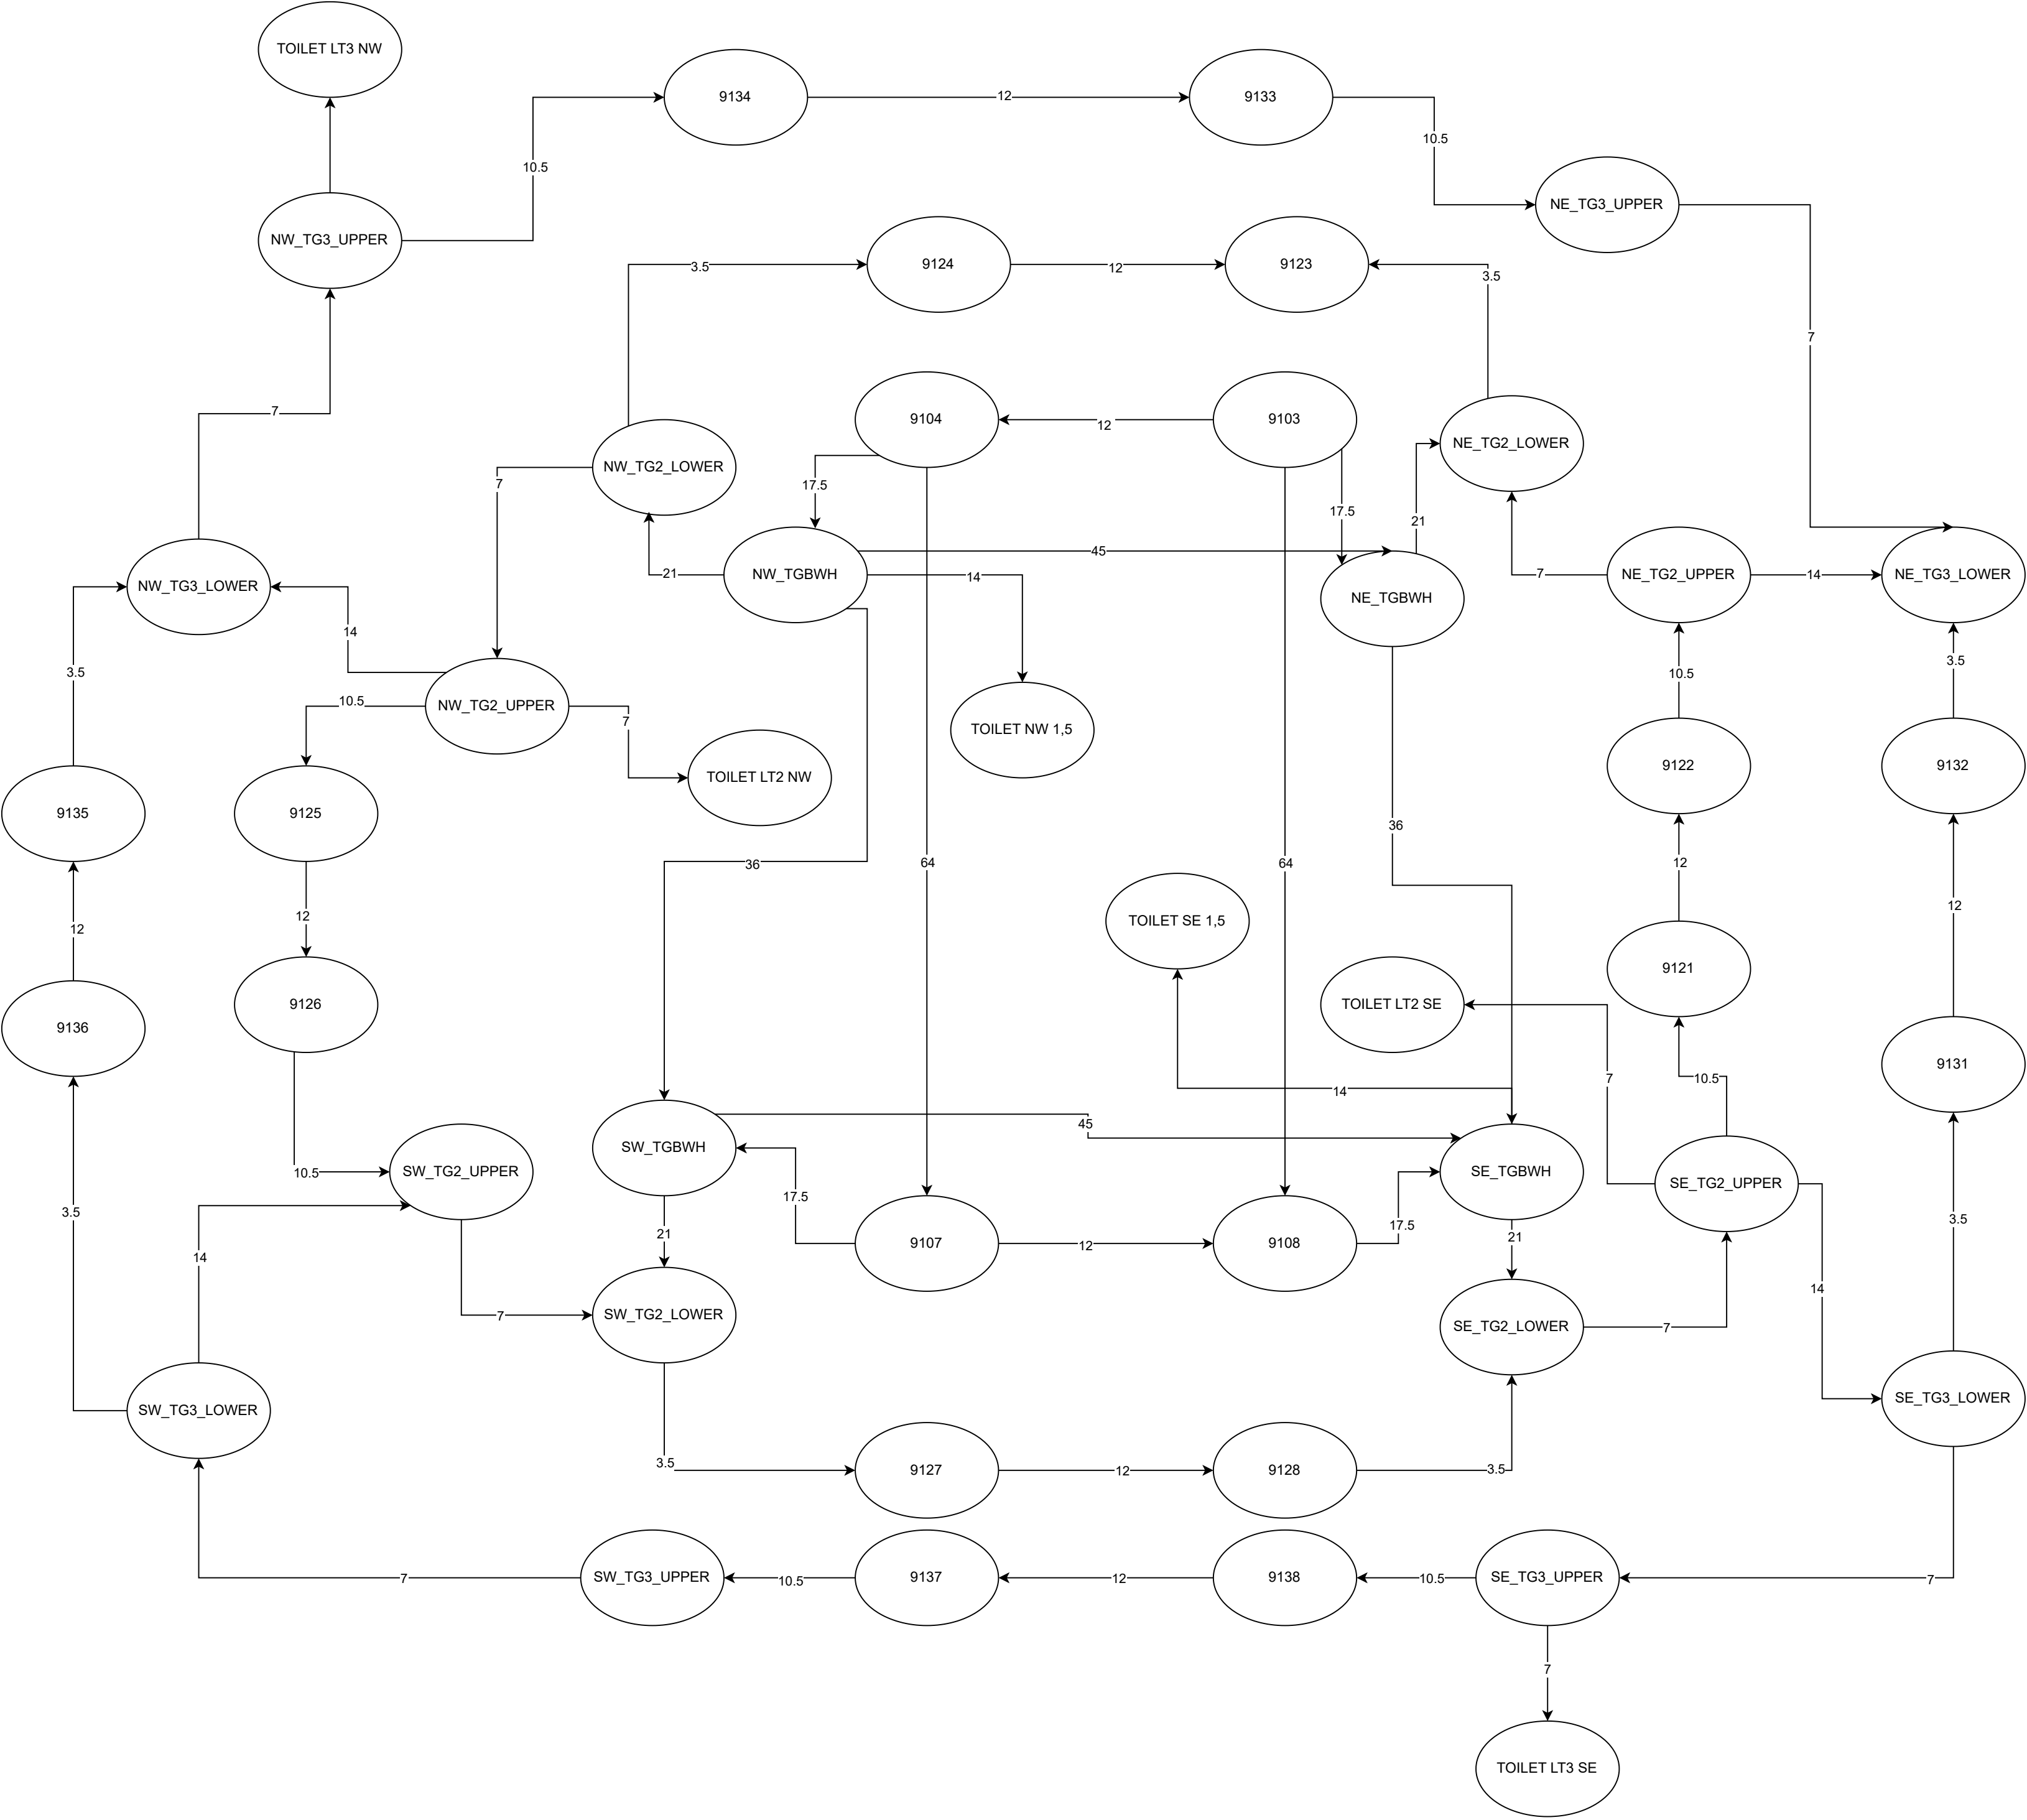 TOILET LT3 NW
9134
12
9133
10.5
10.5
NE_TG3_UPPER
NW_TG3_UPPER
9124
12
9123
3.5
3.5
7
7
9104
12
9103
NE_TG2_LOWER
NW_TG2_LOWER
7
17.5
17.5
21
45
21
NW_TGBWH
14
NE_TGBWH
7
NE_TG2_UPPER
14
NE_TG3_LOWER
NW_TG3_LOWER
14
3.5
10.5
3.5
10.5
NW_TG2_UPPER
7
TOILET NW 1,5
TOILET LT2 NW
9122
9132
9135
9125
36
36
64
64
12
12
12
12
TOILET SE 1,5
9121
9126
TOILET LT2 SE
9136
9131
7
10.5
14
45
SW_TGBWH
SW_TG2_UPPER
10.5
SE_TGBWH
SE_TG2_UPPER
17.5
3.5
3.5
17.5
21
21
14
9107
12
9108
14
7
SW_TG2_LOWER
SE_TG2_LOWER
7
SW_TG3_LOWER
SE_TG3_LOWER
3.5
9127
12
9128
3.5
7
SW_TG3_UPPER
10.5
9137
12
9138
10.5
SE_TG3_UPPER
7
7
TOILET LT3 SE